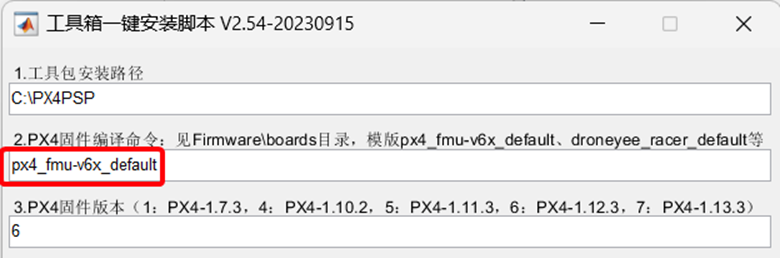 工具箱一键安装脚本 V2.54-20230915
1.工具包安装路径
C:\PX4PSP
2.PX4固件编译命令：见Firmware\boards目录，模版px4_fmu-v6x_default、droneyee_racer_default等
px4_fmu-v6x_default
3.PX4固件版本（1：PX4-1.7.3，4：PX4-1.10.2，5：PX4-1.11.3，6：PX4-1.12.3，7：PX4-1.13.3）
6